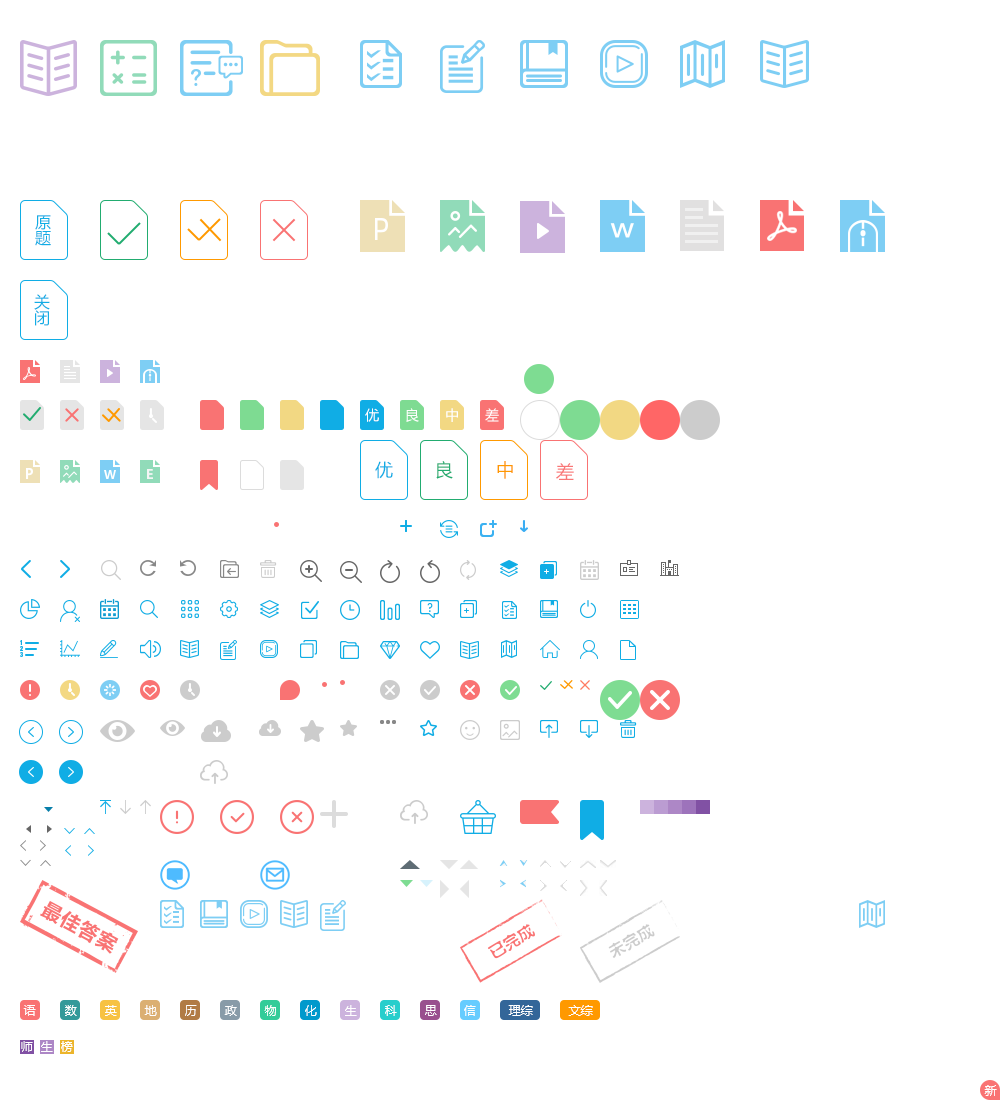 原题
P
W
关闭
优 良 中 差
P W E
优 良 中 差
最佳答案
已完成
未完成
语 数 英 地 历 政 物 化 生 科 思 信 理综 文综
师 生 榜
新